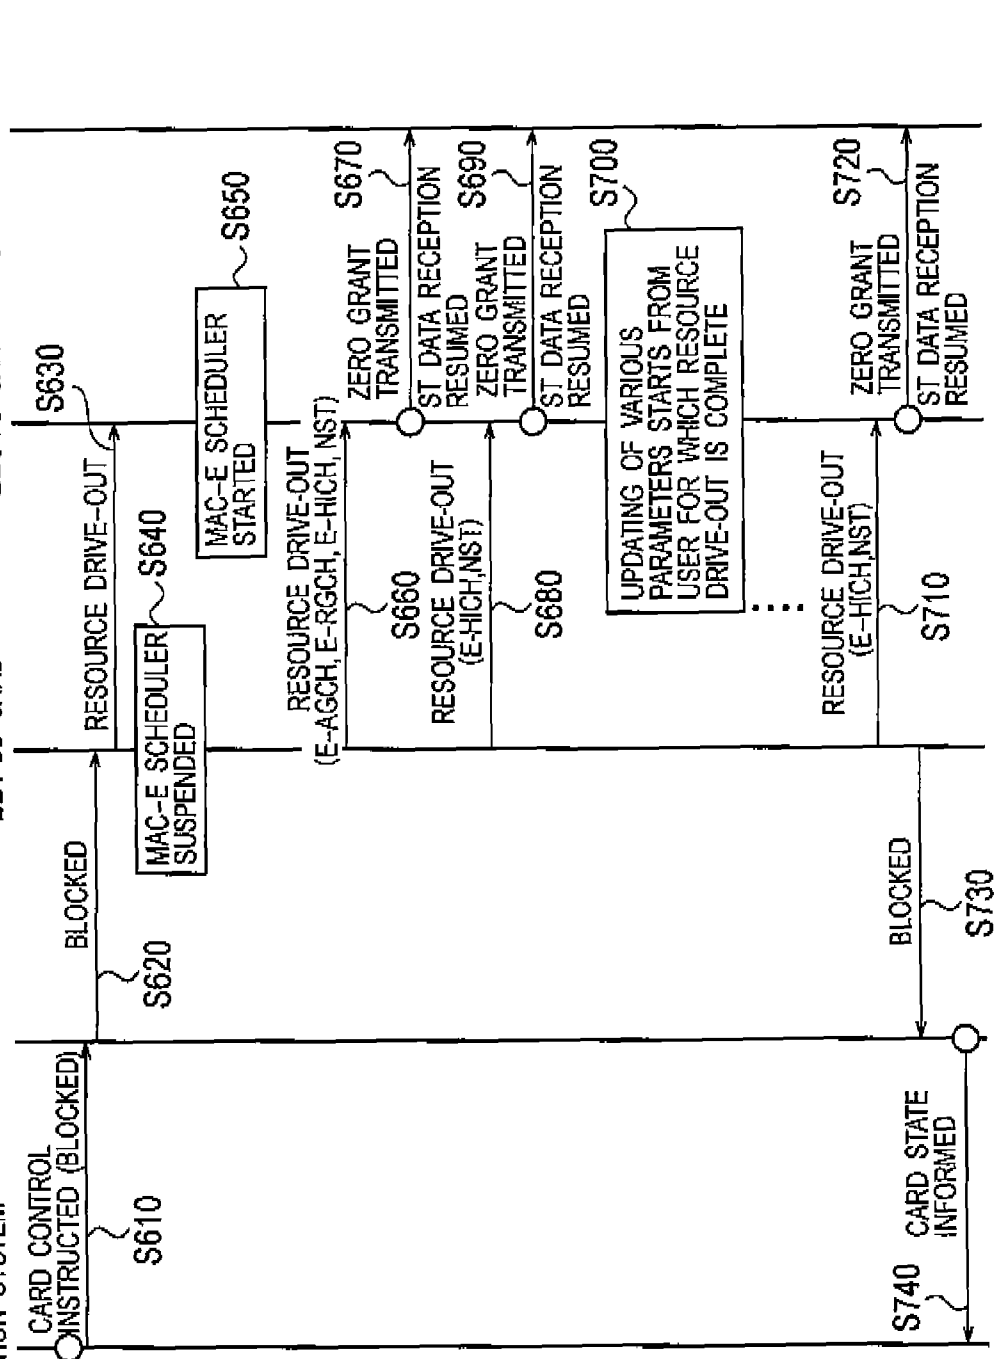 CARD CONTROL
INSTRUCTED (BLOCKED)
S610
BLOCKED
S620
RESOURCE DRIVE-OUT
S630
MAC-E SCHEDULER
SUSPENDED
S640
MAC-E SCHEDULER
STARTED
S650
RESOURCE DRIVE-OUT
(E-AGCH, E-RGCH, E-HICH, NST)
S660
ZERO GRANT
TRANSMITTED
S670
ST DATA RECEPTION
RESUMED
RESOURCE DRIVE-OUT
(E-HICH,NST)
S680
ZERO GRANT
TRANSMITTED
S690
ST DATA RECEPTION
RESUMED
UPDATING OF VARIOUS
PARAMETERS STARTS FROM
USER FOR WHICH RESOURCE
DRIVE-OUT IS COMPLETE
S700
RESOURCE DRIVE-OUT
(E-HICH,NST)
S710
ZERO GRANT
TRANSMITTED
S720
ST DATA RECEPTION
RESUMED
BLOCKED
S730
CARD STATE
INFORMED
S740